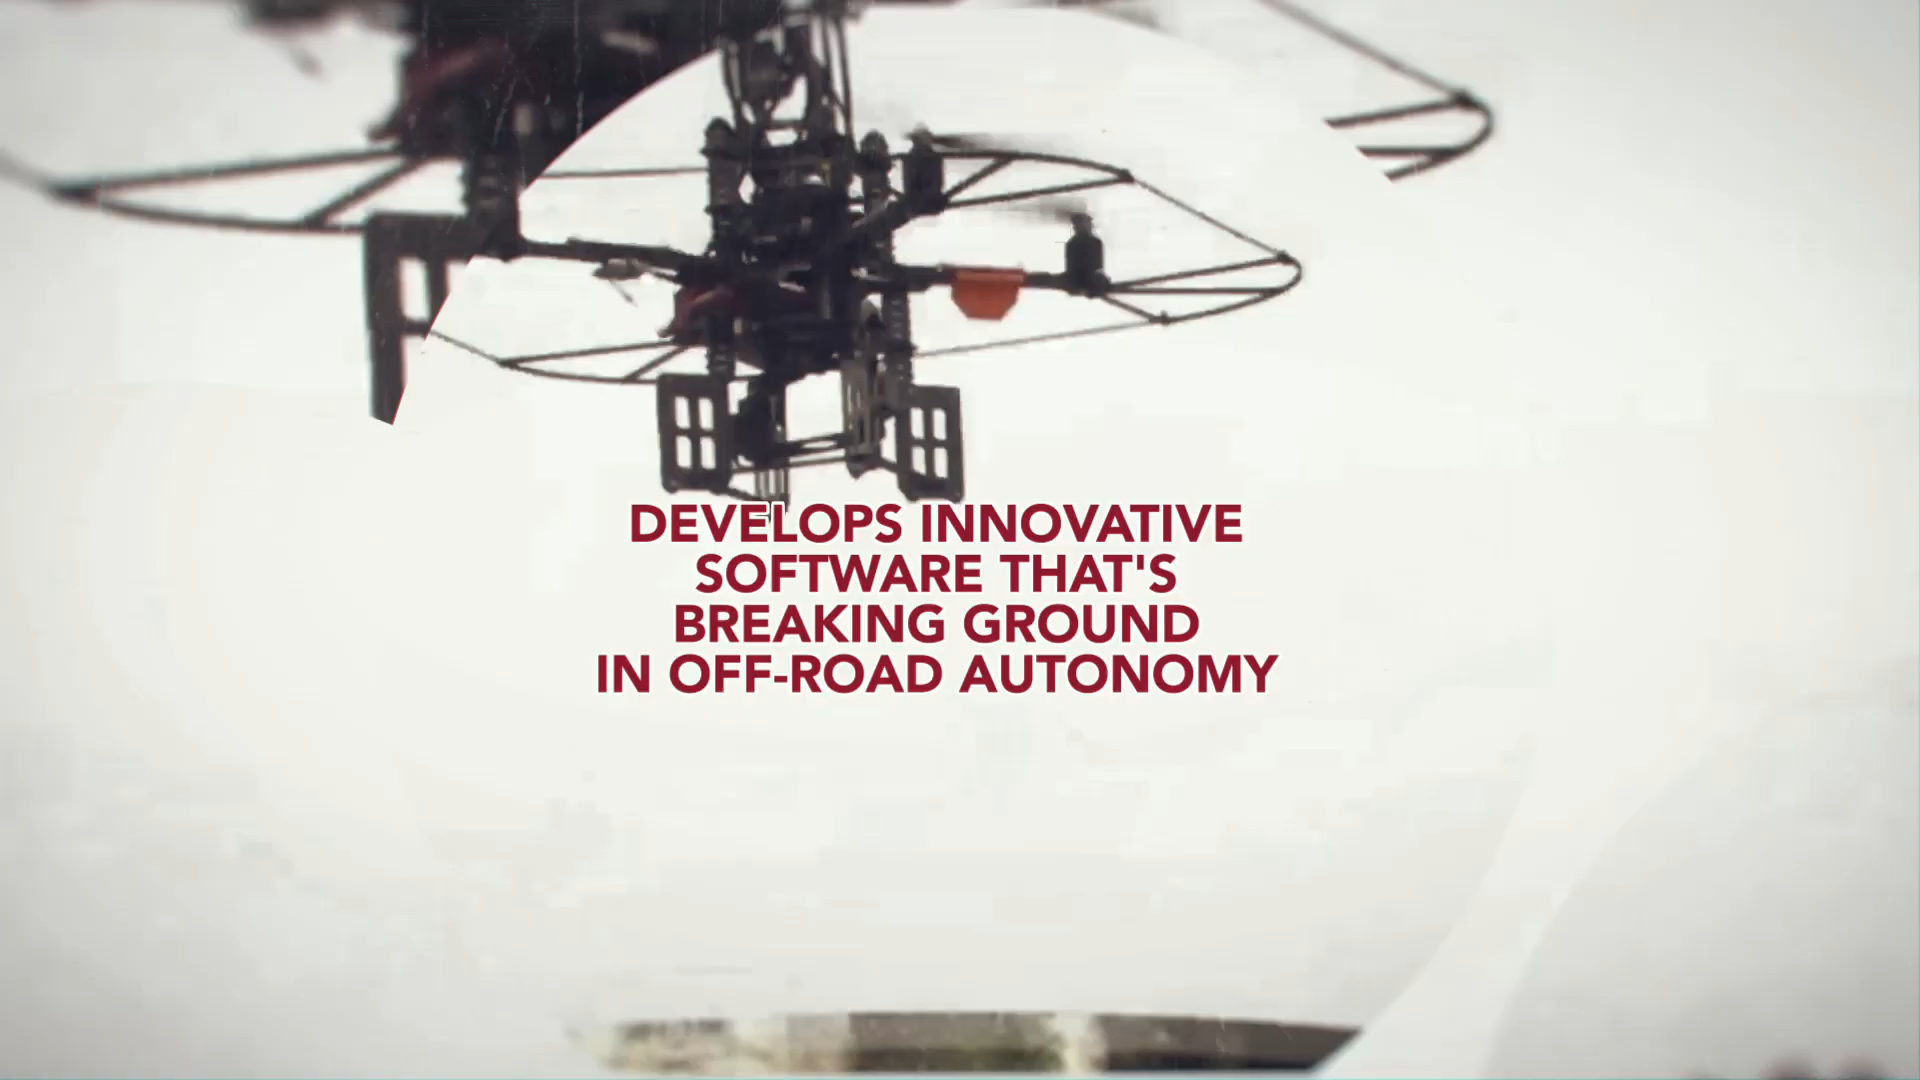 DEVELOPS INNOVATIVE
SOFTWARE THAT'S
BREAKING GROUND
IN OFF-ROAD AUTONOMY